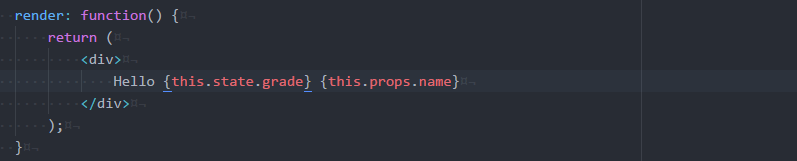 render: function() {
return (
<div>
Hello {this.state.grade} {this.props.name}
</div>
);
}